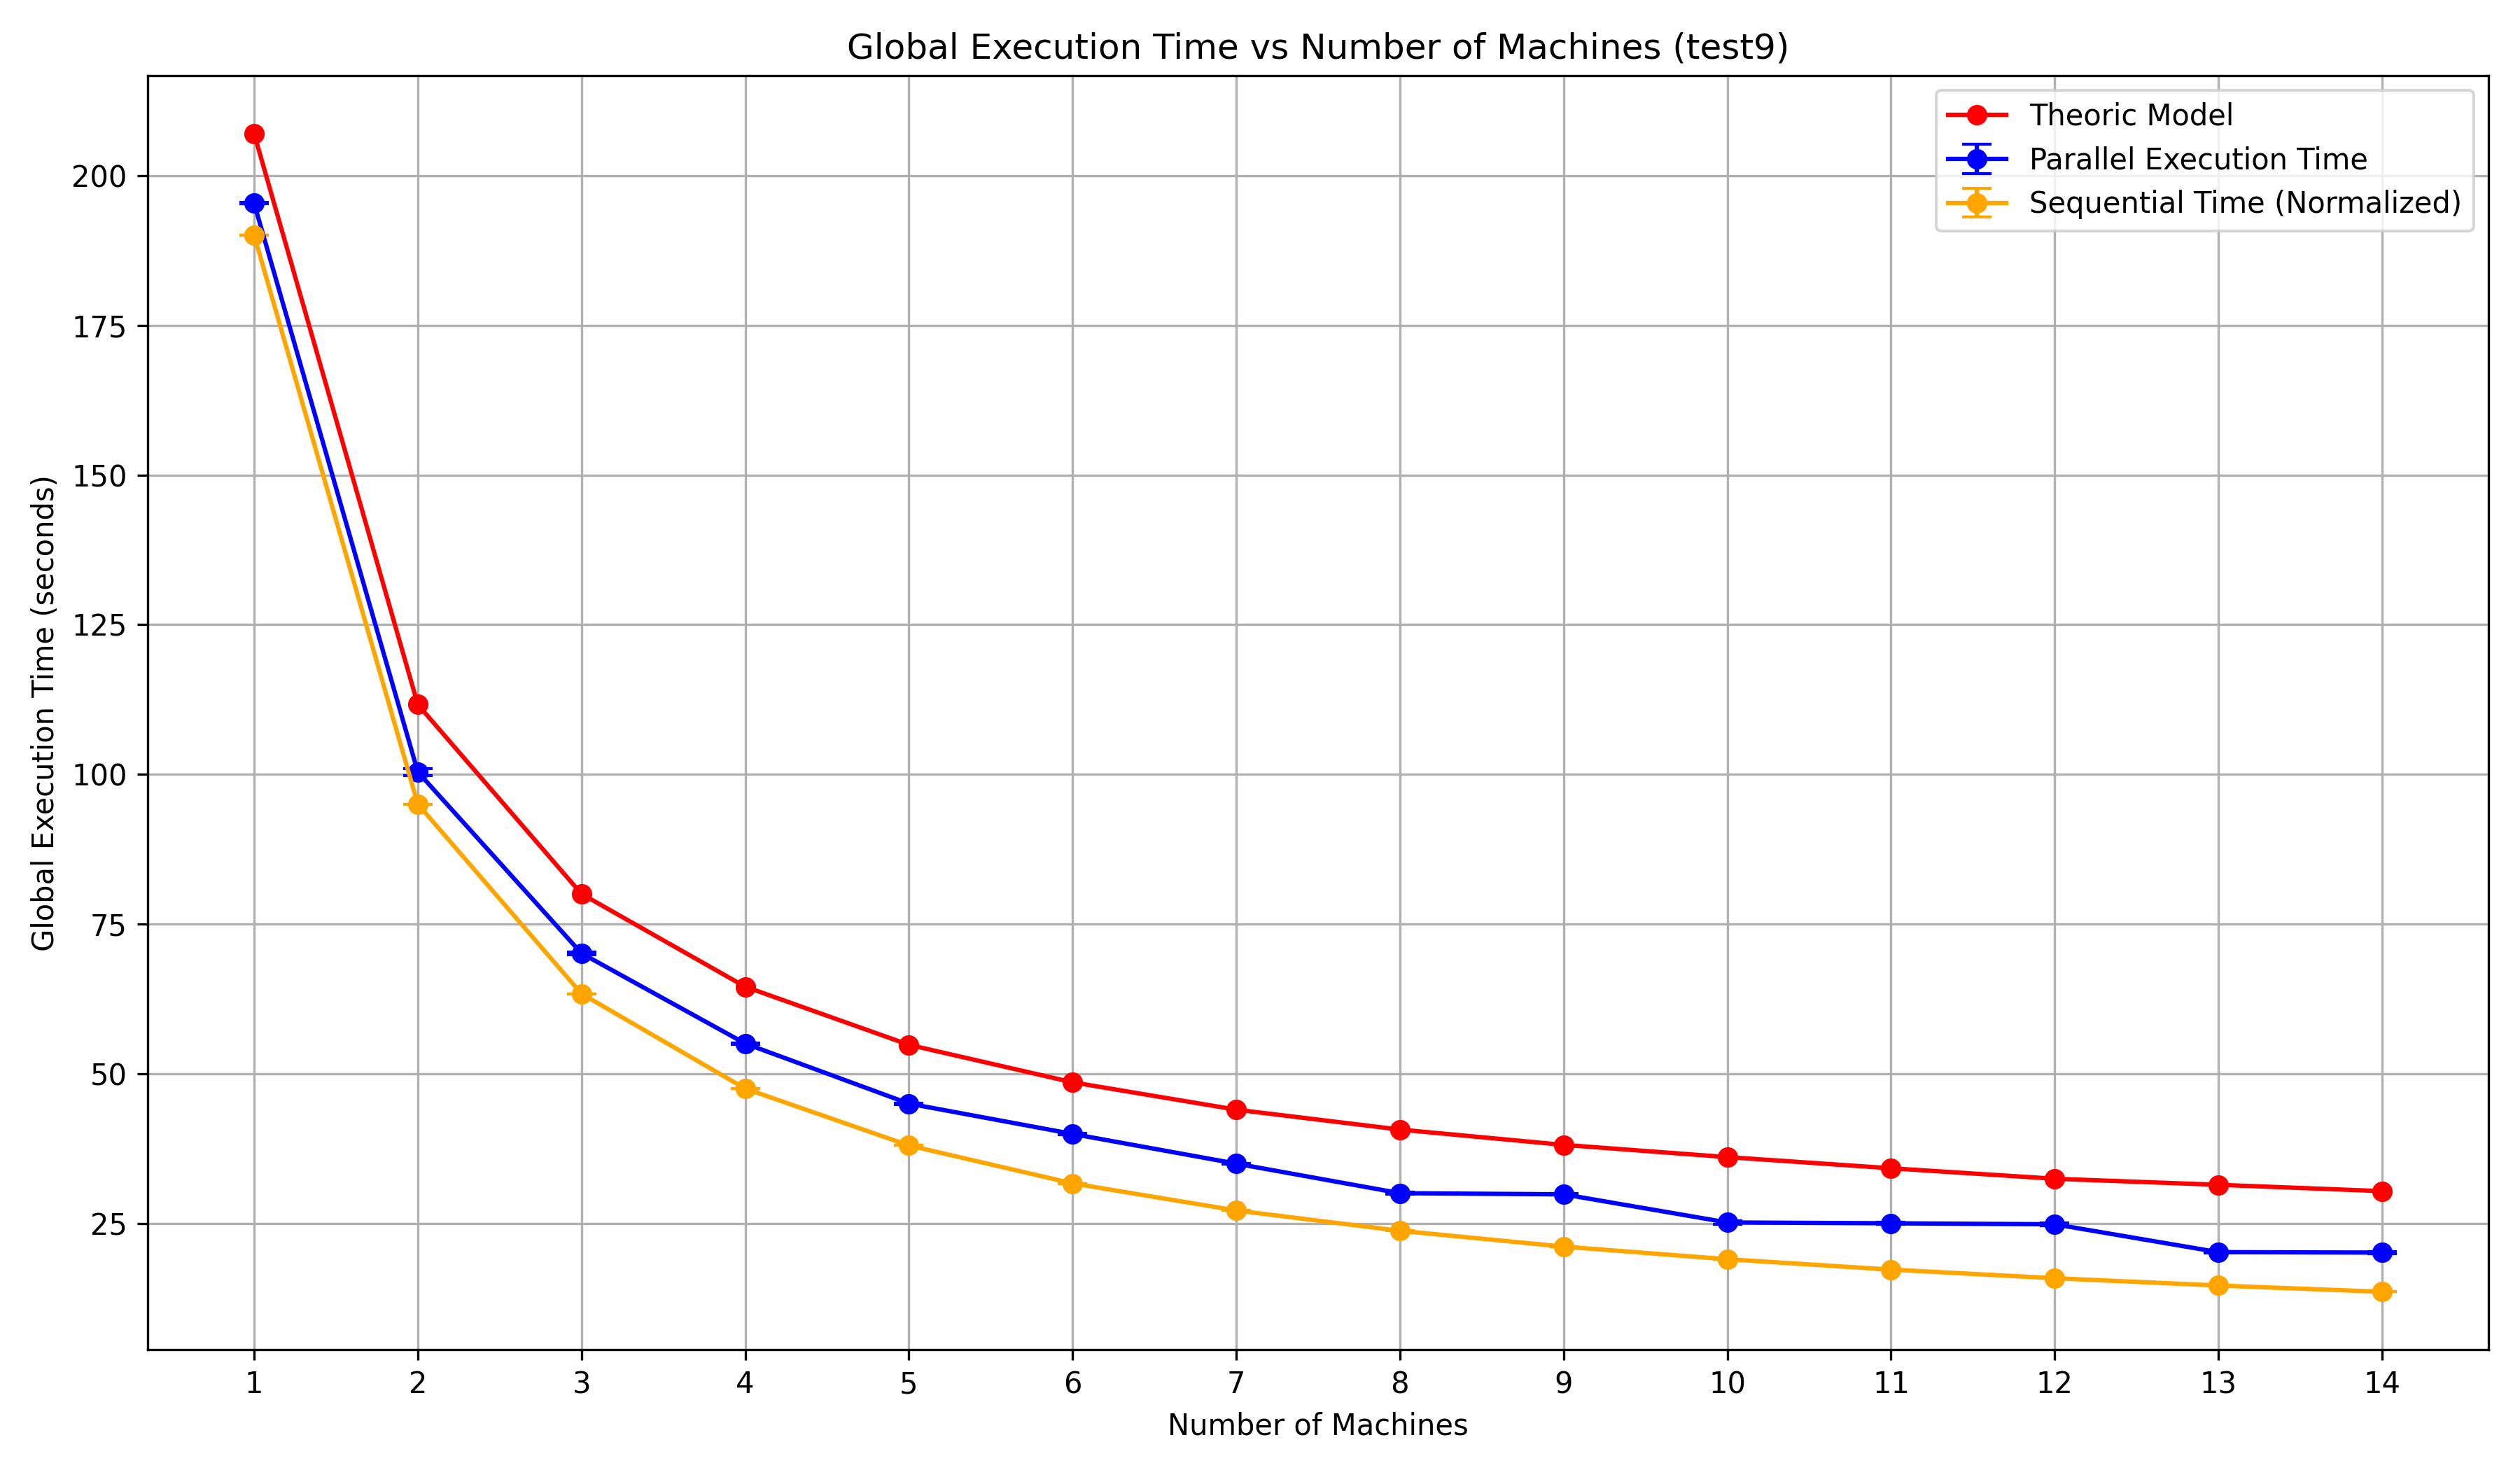 Global Execution Time vs Number of Machines (test9)
Theoric Model
Parallel Execution Time
Sequential Time (Normalized)
Global Execution Time (seconds)
200
175
150
125
100
75
50
25
1 2 3 4 5 6 7 8 9 10 11 12 13 14
Number of Machines